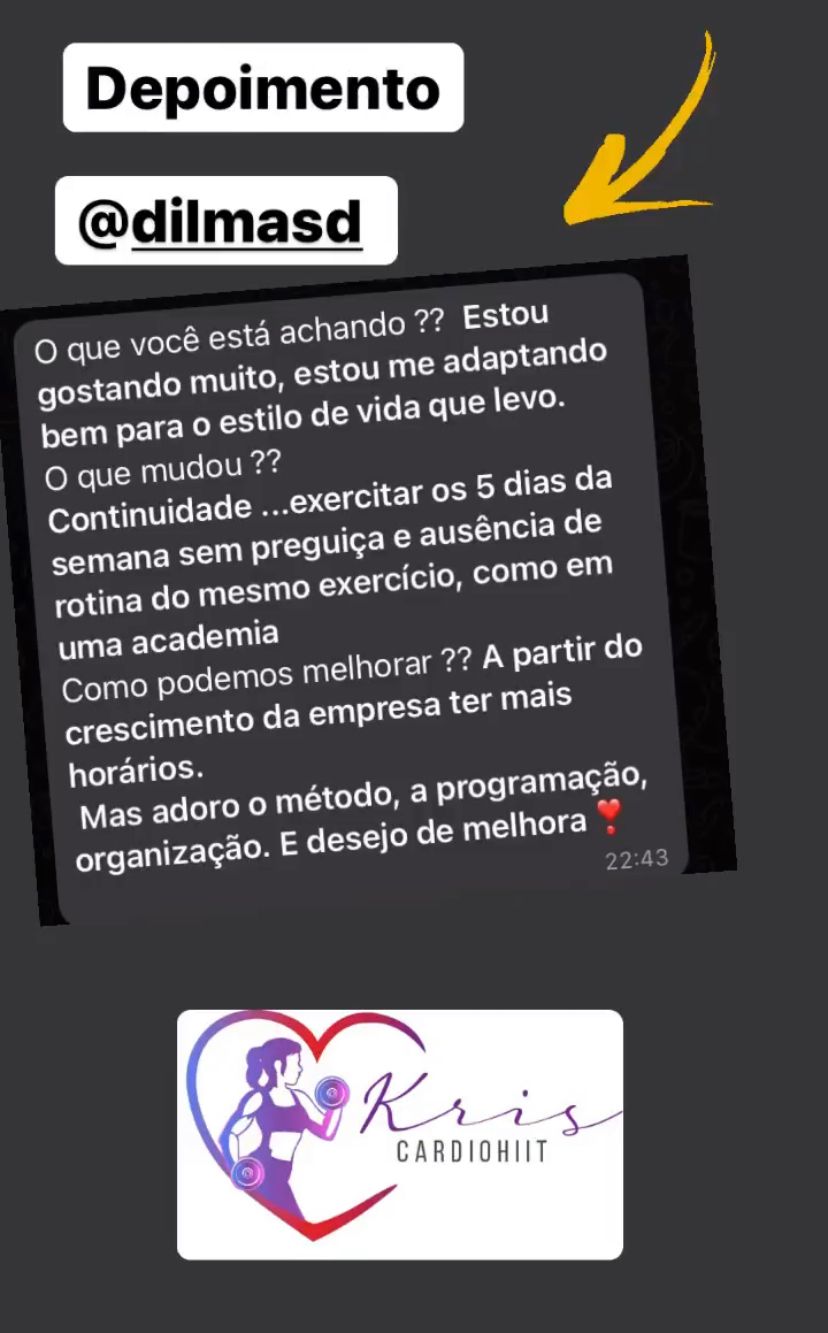 Depoimento
@dilmasd
O que você está achando ?? Estou
gostando muito, estou me adaptando
bem para o estilo de vida que levo.
O que mudou ??
Continuidade ...exercitar os 5 dias da
semana sem preguiça e ausência de
rotina do mesmo exercício, como em
uma academia
Como podemos melhorar ?? A partir do
crescimento da empresa ter mais
horários.
Mas adoro o método, a programação,
organização. E desejo de melhora ❣️
22:43
Kris
CARDIOHIIT